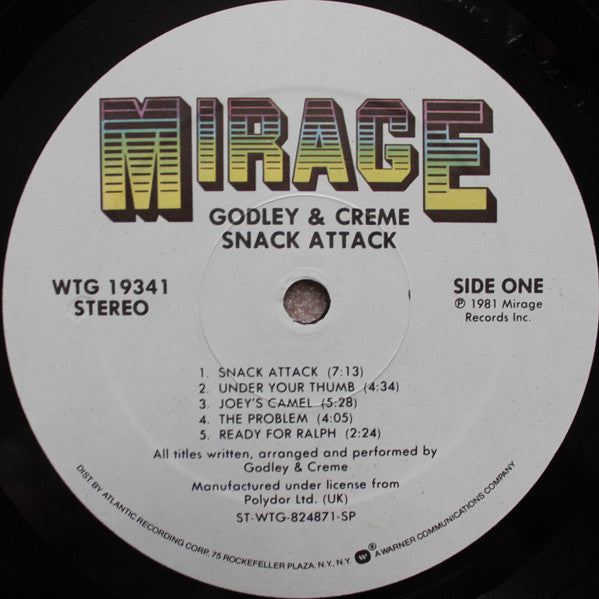 MIRAGE
GODLEY & CREME
SNACK ATTACK
WTG 19341
STEREO
SIDE ONE
℗ 1981 Mirage
Records Inc.
1. SNACK ATTACK (7:13)
2. UNDER YOUR THUMB (4:34)
3. JOEY'S CAMEL (5:28)
4. THE PROBLEM (4:05)
5. READY FOR RALPH (2:24)
All titles written, arranged and performed by
Godley & Creme
Manufactured under license from
Polydor Ltd. (UK)
ST-WTG-824871-SP
DIST BY ATLANTIC RECORDING CORP. 75 ROCKEFELLER PLAZA, N.Y., N.Y. W ® A WARNER COMMUNICATIONS COMPANY